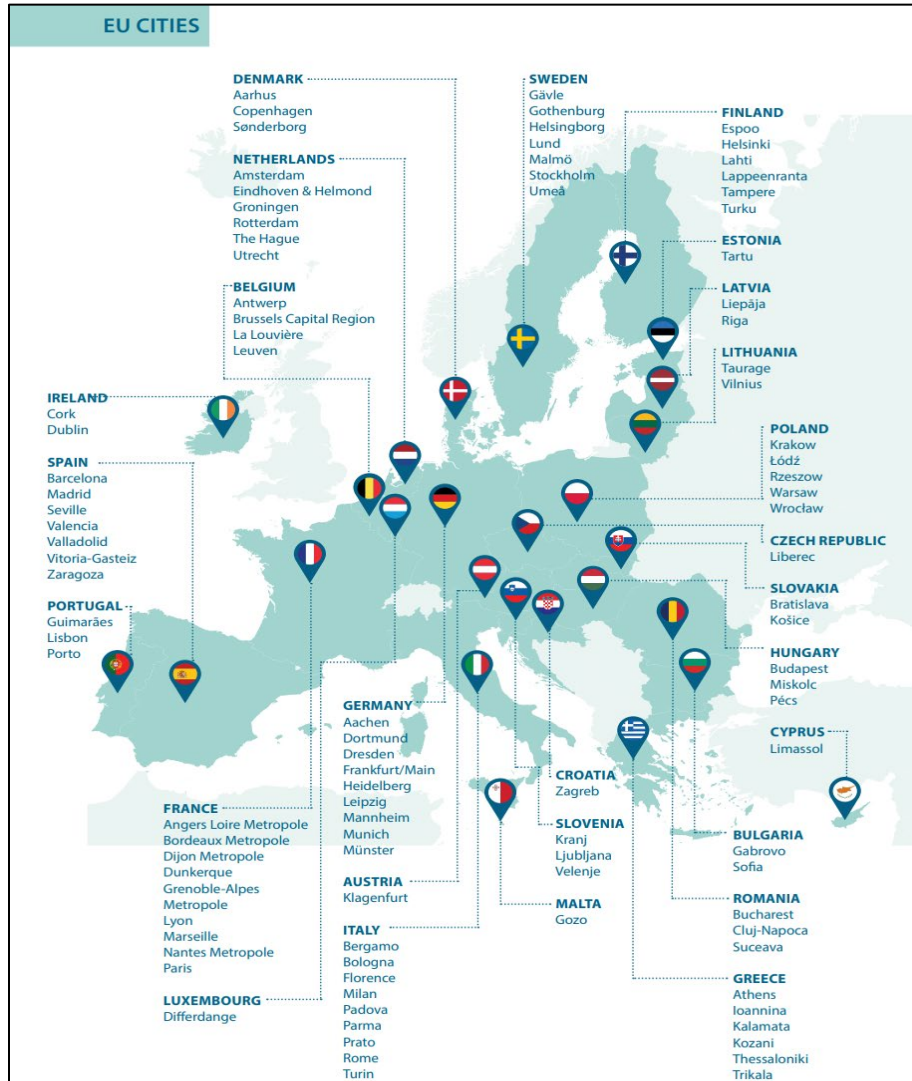 EU CITIES
DENMARK
Aarhus
Copenhagen
Sønderborg
NETHERLANDS
Amsterdam
Eindhoven & Helmond
Groningen
Rotterdam
The Hague
Utrecht
BELGIUM
Antwerp
Brussels Capital Region
La Louvière
Leuven
IRELAND
Cork
Dublin
SPAIN
Barcelona
Madrid
Seville
Valencia
Valladolid
Vitoria-Gasteiz
Zaragoza
PORTUGAL
Guimarães
Lisbon
Porto
SWEDEN
Gävle
Gothenburg
Helsingborg
Lund
Malmö
Stockholm
Umeå
FINLAND
Espoo
Helsinki
Lahti
Lappeenranta
Tampere
Turku
ESTONIA
Tartu
LATVIA
Liepāja
Riga
LITHUANIA
Taurage
Vilnius
POLAND
Krakow
Łódź
Rzeszow
Warsaw
Wrocław
CZECH REPUBLIC
Liberec
SLOVAKIA
Bratislava
Košice
HUNGARY
Budapest
Miskolc
Pécs
CYPRUS
Limassol
FRANCE
Angers Loire Metropole
Bordeaux Metropole
Dijon Metropole
Dunkerque
Grenoble-Alpes
Metropole
Lyon
Marseille
Nantes Metropole
Paris
LUXEMBOURG
Differdange
GERMANY
Aachen
Dortmund
Dresden
Frankfurt/Main
Heidelberg
Leipzig
Mannheim
Munich
Münster
AUSTRIA
Klagenfurt
ITALY
Bergamo
Bologna
Florence
Milan
Padova
Parma
Prato
Rome
Turin
CROATIA
Zagreb
SLOVENIA
Kranj
Ljubljana
Velenje
MALTA
Gozo
BULGARIA
Gabrovo
Sofia
ROMANIA
Bucharest
Cluj-Napoca
Suceava
GREECE
Athens
Ioannina
Kalamata
Kozani
Thessaloniki
Trikala